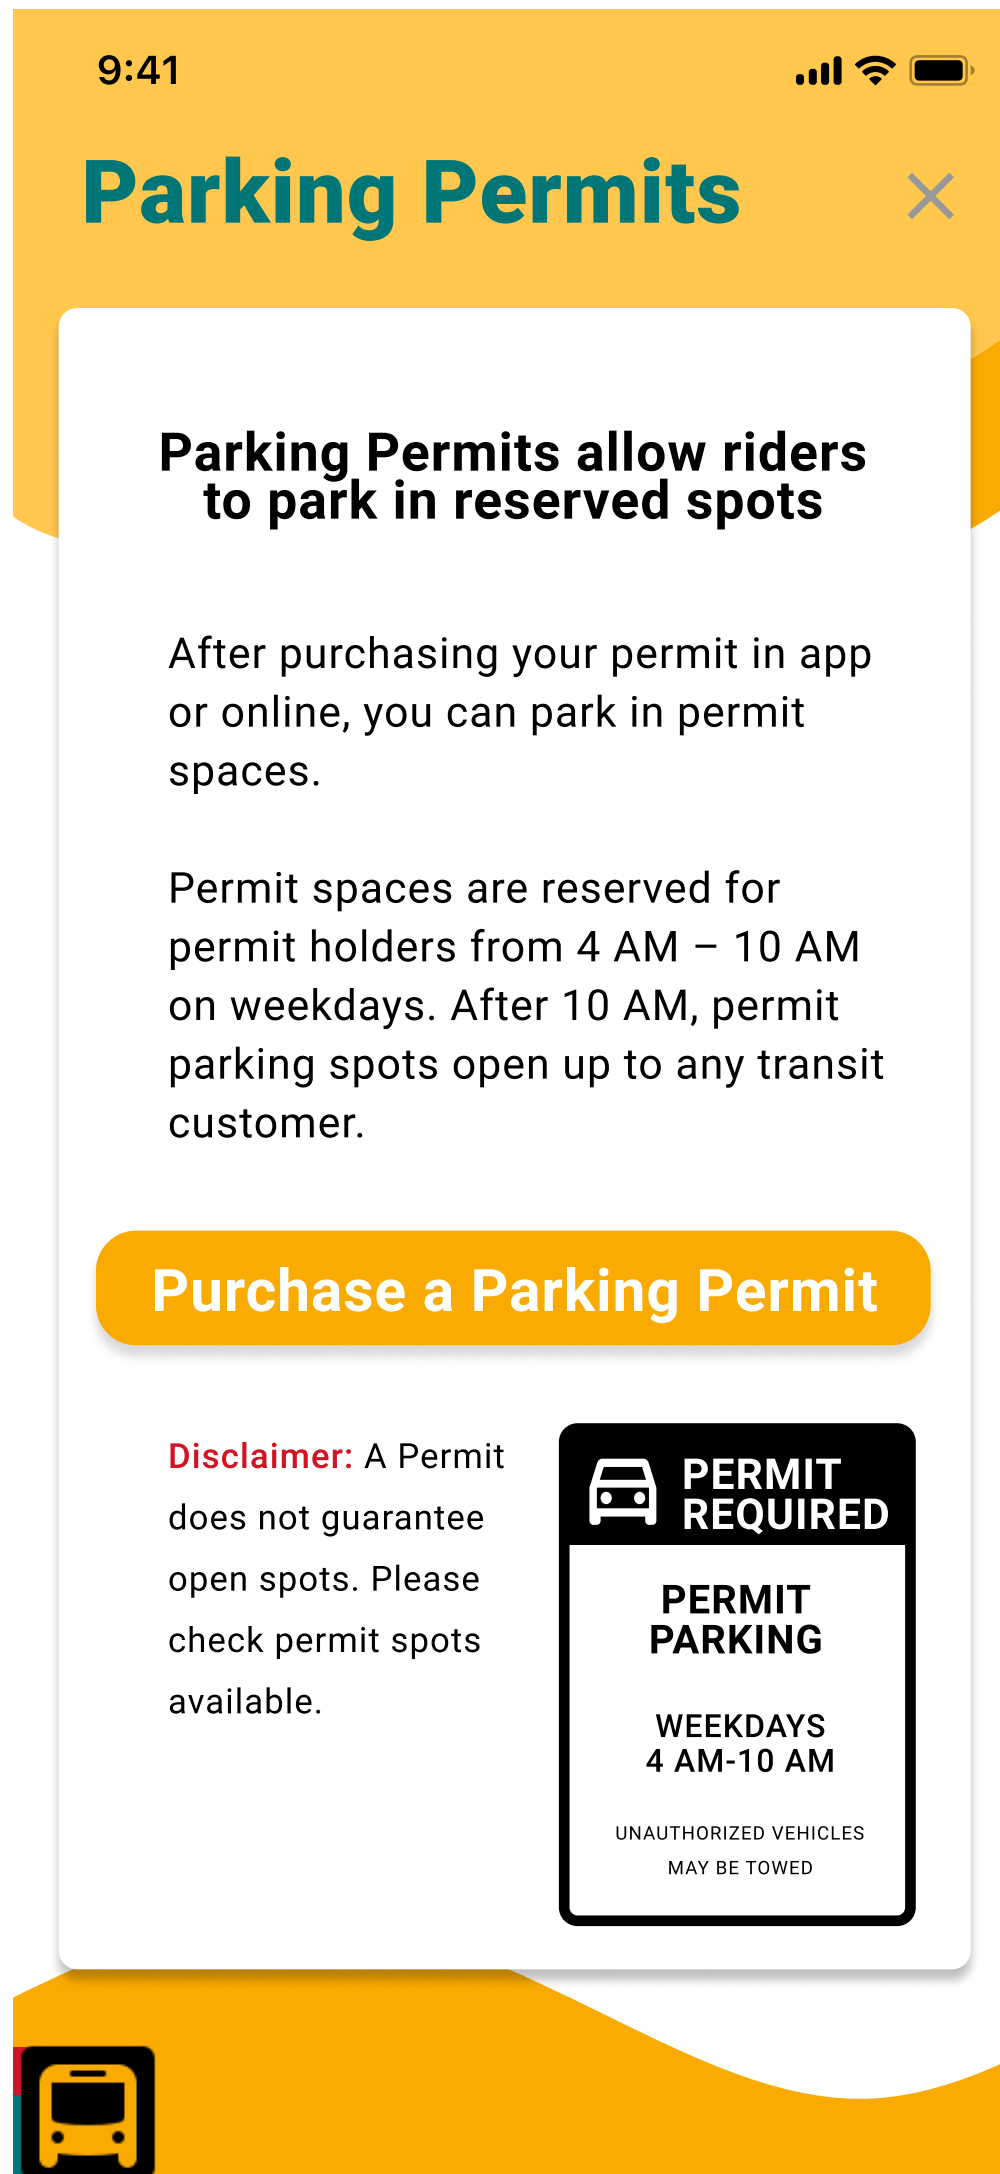 9:41
Parking Permits
Parking Permits allow riders
to park in reserved spots
After purchasing your permit in app
or online, you can park in permit
spaces.
Permit spaces are reserved for
permit holders from 4 AM – 10 AM
on weekdays. After 10 AM, permit
parking spots open up to any transit
customer.
Purchase a Parking Permit
Disclaimer: A Permit
does not guarantee
open spots. Please
check permit spots
available.
PERMIT
REQUIRED
PERMIT
PARKING
WEEKDAYS
4 AM-10 AM
UNAUTHORIZED VEHICLES
MAY BE TOWED